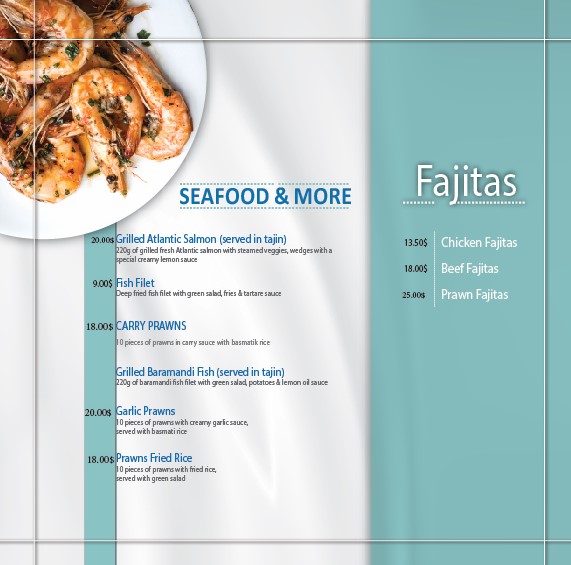 SEAFOOD & MORE
20.00$ Grilled Atlantic Salmon (served in tajin)
220g of grilled fresh Atlantic salmon with steamed veggies, wedges with a
special creamy lemon sauce
9.00$ Fish Filet
Deep fried fish filet with green salad, fries & tartare sauce
18.00$ CARRY PRAWNS
10 pieces of prawns in carry sauce with basmatik rice
Grilled Baramandi Fish (served in tajin)
220g of baramandi fish filet with green salad, potatoes & lemon oil sauce
20.00$ Garlic Prawns
10 pieces of prawns with creamy garlic sauce,
served with basmati rice
18.00$ Prawns Fried Rice
10 pieces of prawns with fried rice,
served with green salad
Fajitas
13.50$ Chicken Fajitas
18.00$ Beef Fajitas
25.00$ Prawn Fajitas